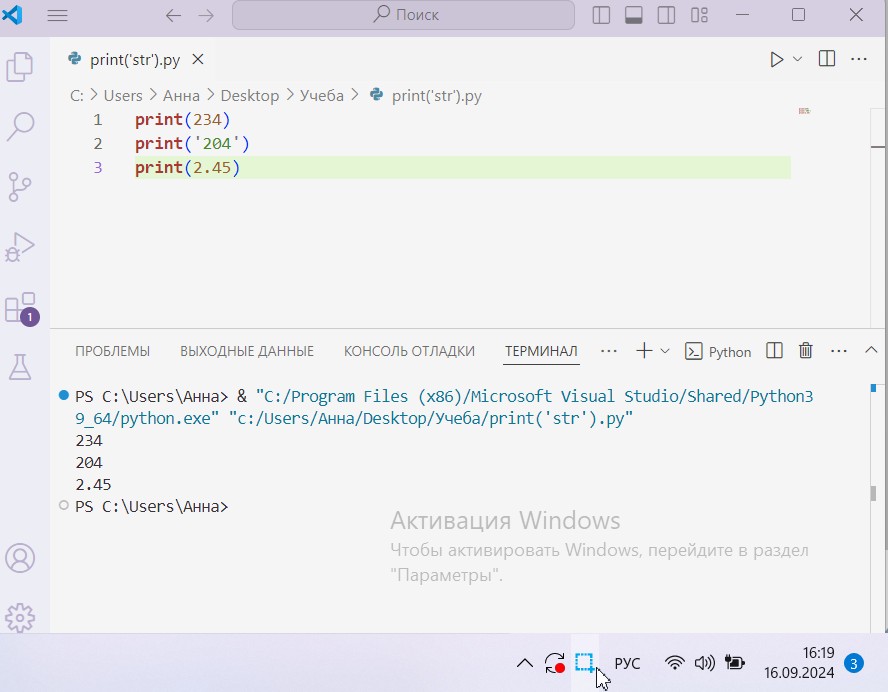 Поиск
print('str').py
C: > Users > Анна > Desktop > Учеба > print('str').py
1 print(234)
2 print('204')
3 print(2.45)
1
ПРОБЛЕМЫ ВЫХОДНЫЕ ДАННЫЕ КОНСОЛЬ ОТЛАДКИ ТЕРМИНАЛ ... Python ...
PS C:\Users\Анна> & "C:/Program Files (x86)/Microsoft Visual Studio/Shared/Python3
9_64/python.exe" "c:/Users/Анна/Desktop/Учеба/print('str').py"
234
204
2.45
PS C:\Users\Анна>
Активация Windows
Чтобы активировать Windows, перейдите в раздел
"Параметры".
РУС
16:19
16.09.2024
3